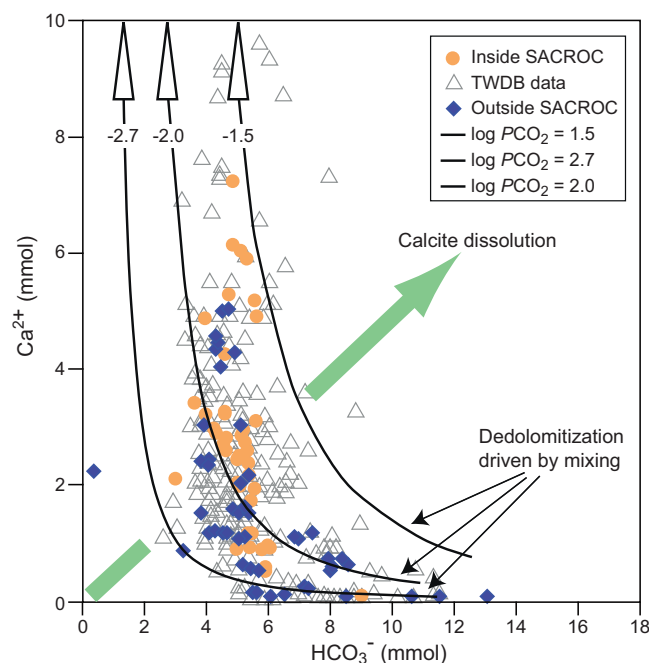 10
8
6
4
2
0
Ca2+ (mmol)
0 2 4 6 8 10 12 14 16 18
HCO3- (mmol)
-2.7 -2.0 -1.5
Inside SACROC
TWDB data
Outside SACROC
log PCO2 = 1.5
log PCO2 = 2.7
log PCO2 = 2.0
Calcite dissolution
Dedolomitization
driven by mixing